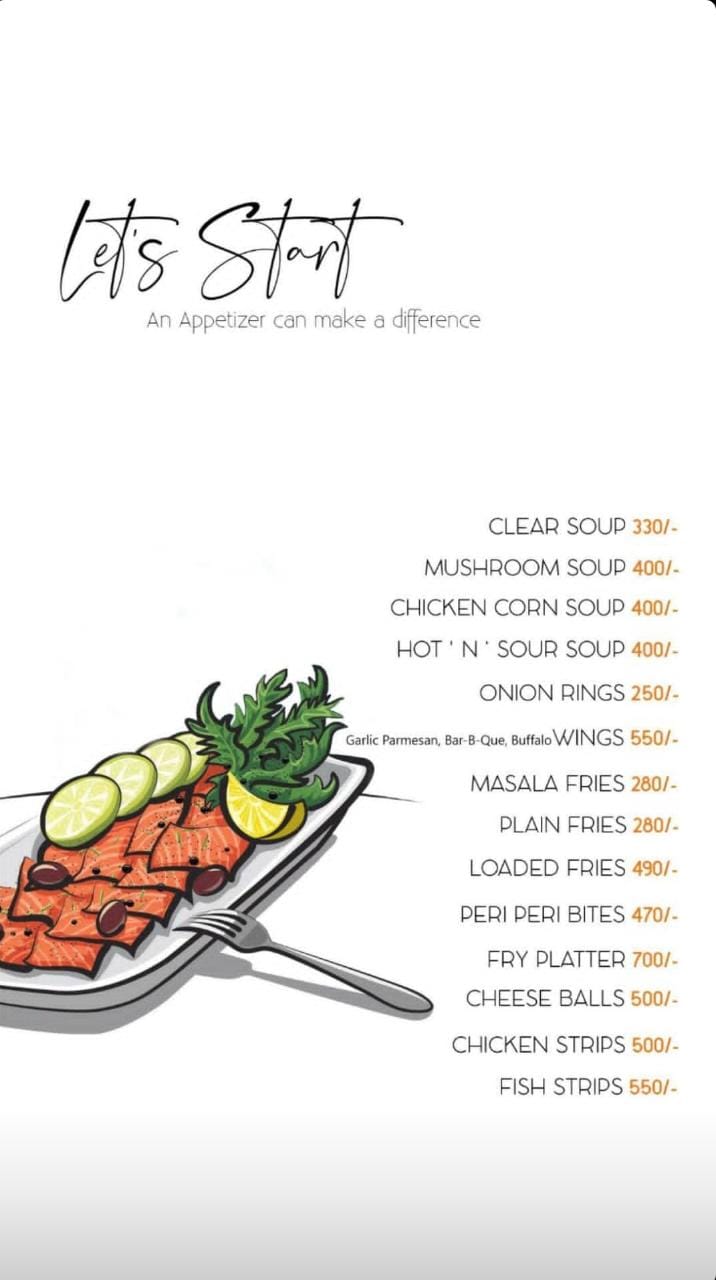 Let's Start
An Appetizer can make a difference
CLEAR SOUP 330/-
MUSHROOM SOUP 400/-
CHICKEN CORN SOUP 400/-
HOT ' N ' SOUR SOUP 400/-
ONION RINGS 250/-
Garlic Parmesan, Bar-B-Que, Buffalo WINGS 550/-
MASALA FRIES 280/-
PLAIN FRIES 280/-
LOADED FRIES 490/-
PERI PERI BITES 470/-
FRY PLATTER 700/-
CHEESE BALLS 500/-
CHICKEN STRIPS 500/-
FISH STRIPS 550/-